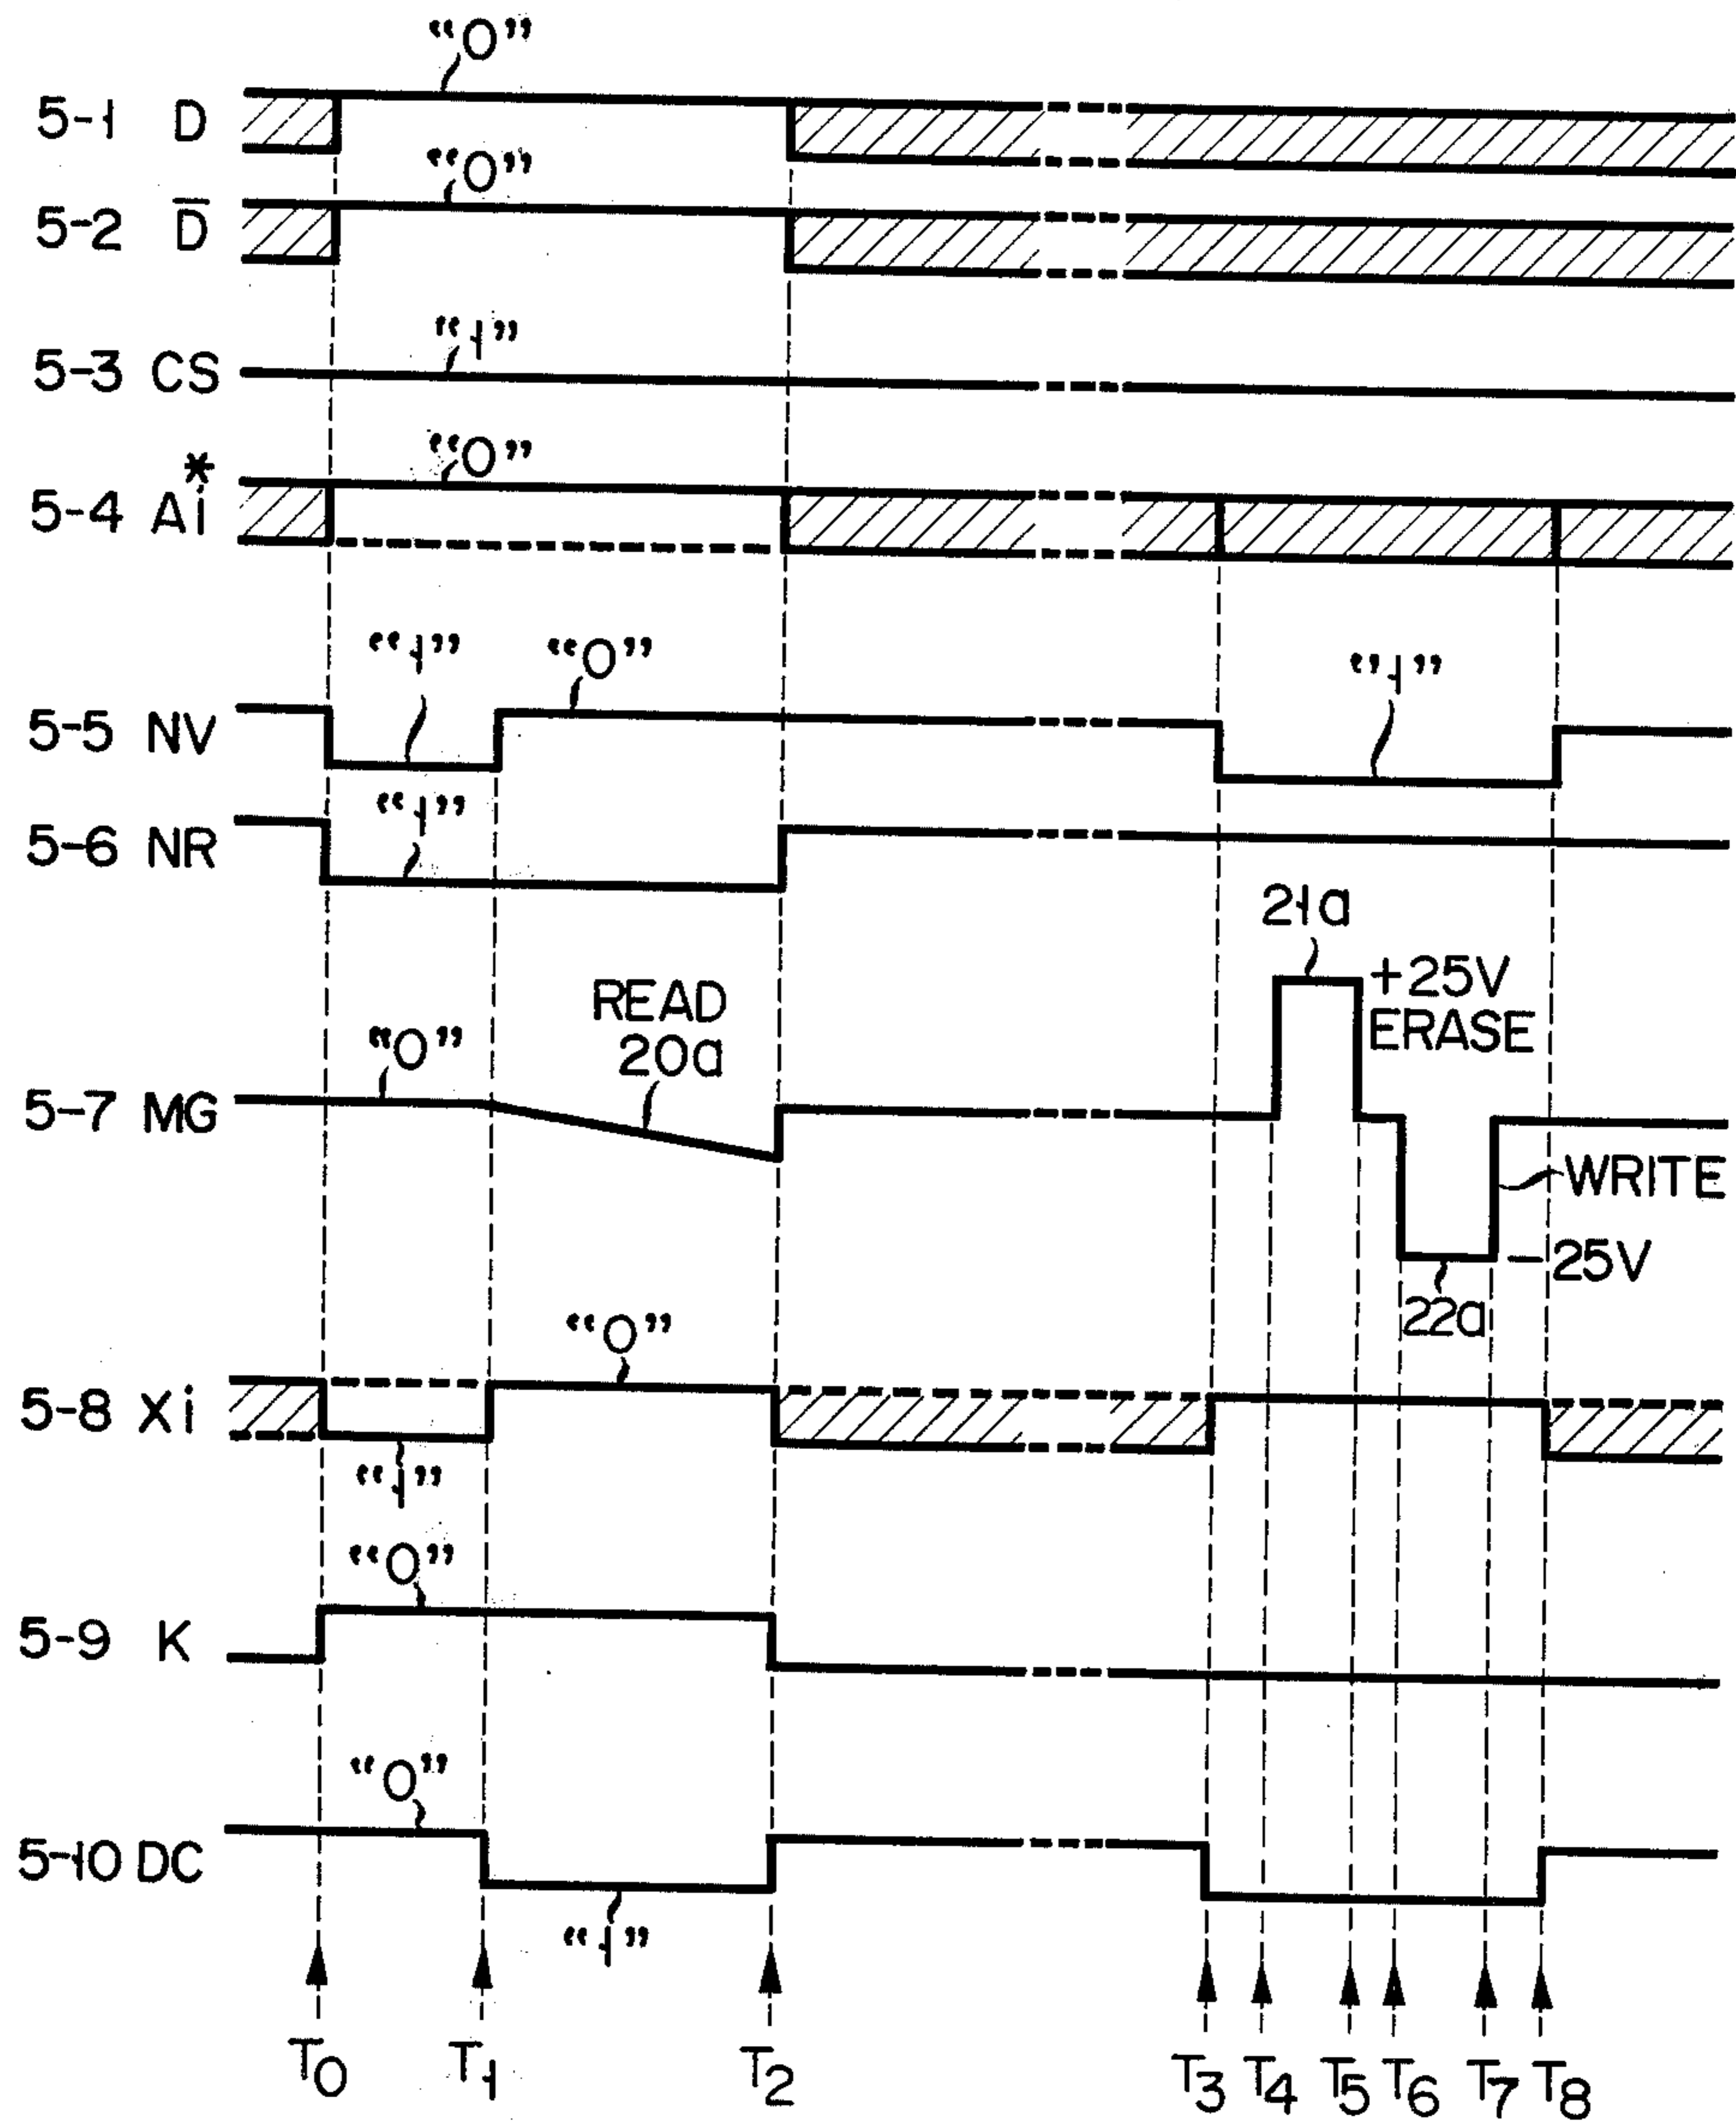 “0”
5-1 D
“0”
5-2 D̅
“1”
5-3 CS
“0”
5-4 Ai*
“1” “0” “1”
5-5 NV
“1”
5-6 NR
21a
+25V
ERASE
READ
20a
“0”
5-7 MG
WRITE
-25V
22a
“0”
5-8 Xi
“1”
“0”
5-9 K
“0”
5-10 DC
“1”
T0 T1 T2 T3 T4 T5 T6 T7 T8